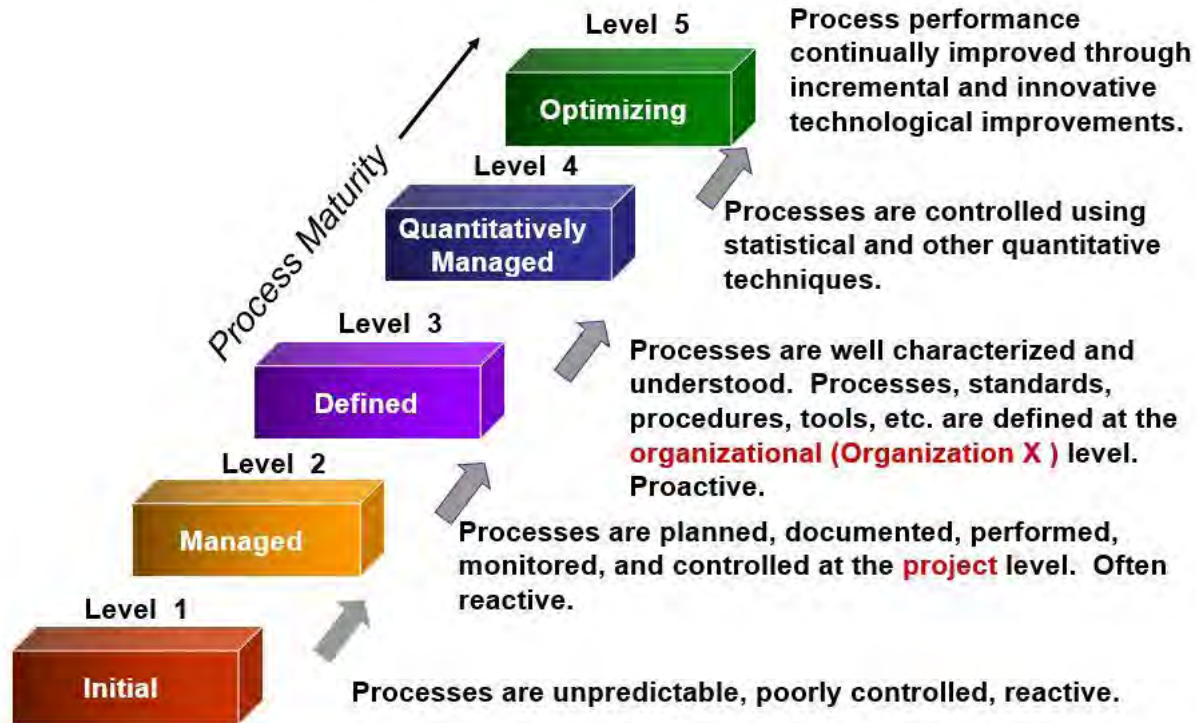 Level 5
Optimizing
Process performance
continually improved through
incremental and innovative
technological improvements.
Process Maturity
Level 4
Quantitatively
Managed
Processes are controlled using
statistical and other quantitative
techniques.
Level 3
Defined
Processes are well characterized and
understood. Processes, standards,
procedures, tools, etc. are defined at the
organizational (Organization X ) level.
Proactive.
Level 2
Managed
Processes are planned, documented, performed,
monitored, and controlled at the project level. Often
reactive.
Level 1
Initial
Processes are unpredictable, poorly controlled, reactive.